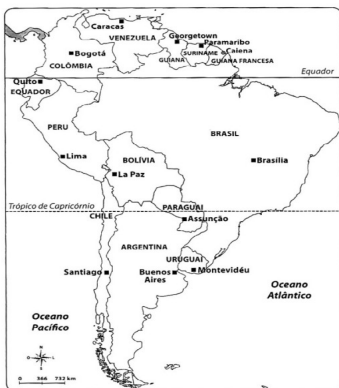 Caracas
VENEZUELA
Georgetown
Paramaribo
Caiena
Bogotá
SURINAME
COLÔMBIA
GUIANA
GUIANA FRANCESA
Equador
Quito
EQUADOR
PERU
BRASIL
Lima
BOLÍVIA
Brasília
La Paz
Trópico de Capricórnio
PARAGUAI
CHILE
Assunção
ARGENTINA
URUGUAI
Santiago
Buenos
Aires
Montevidéu
Oceano
Atlântico
Oceano
Pacífico
0 366 732 km